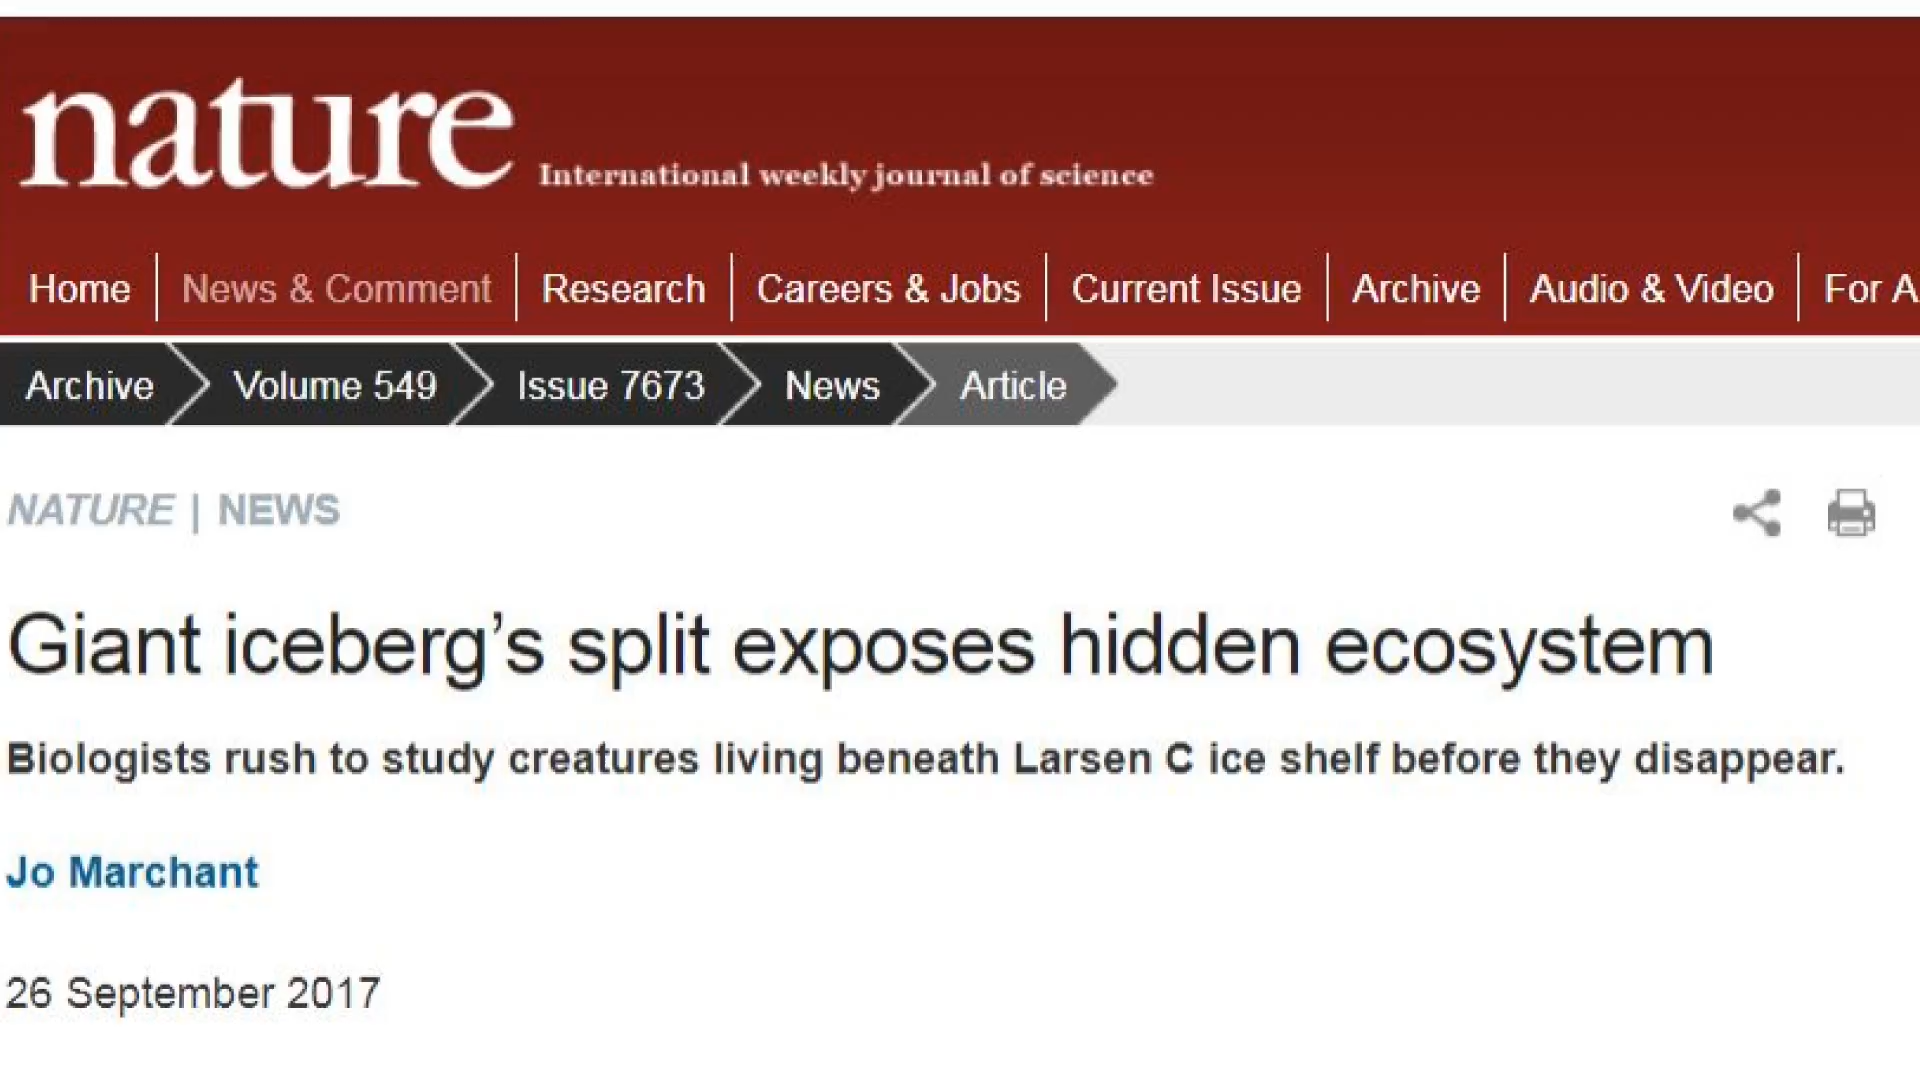 nature International weekly journal of science
Home News & Comment Research Careers & Jobs Current Issue Archive Audio & Video For A
Archive Volume 549 Issue 7673 News Article
NATURE | NEWS
Giant iceberg’s split exposes hidden ecosystem
Biologists rush to study creatures living beneath Larsen C ice shelf before they disappear.
Jo Marchant
26 September 2017